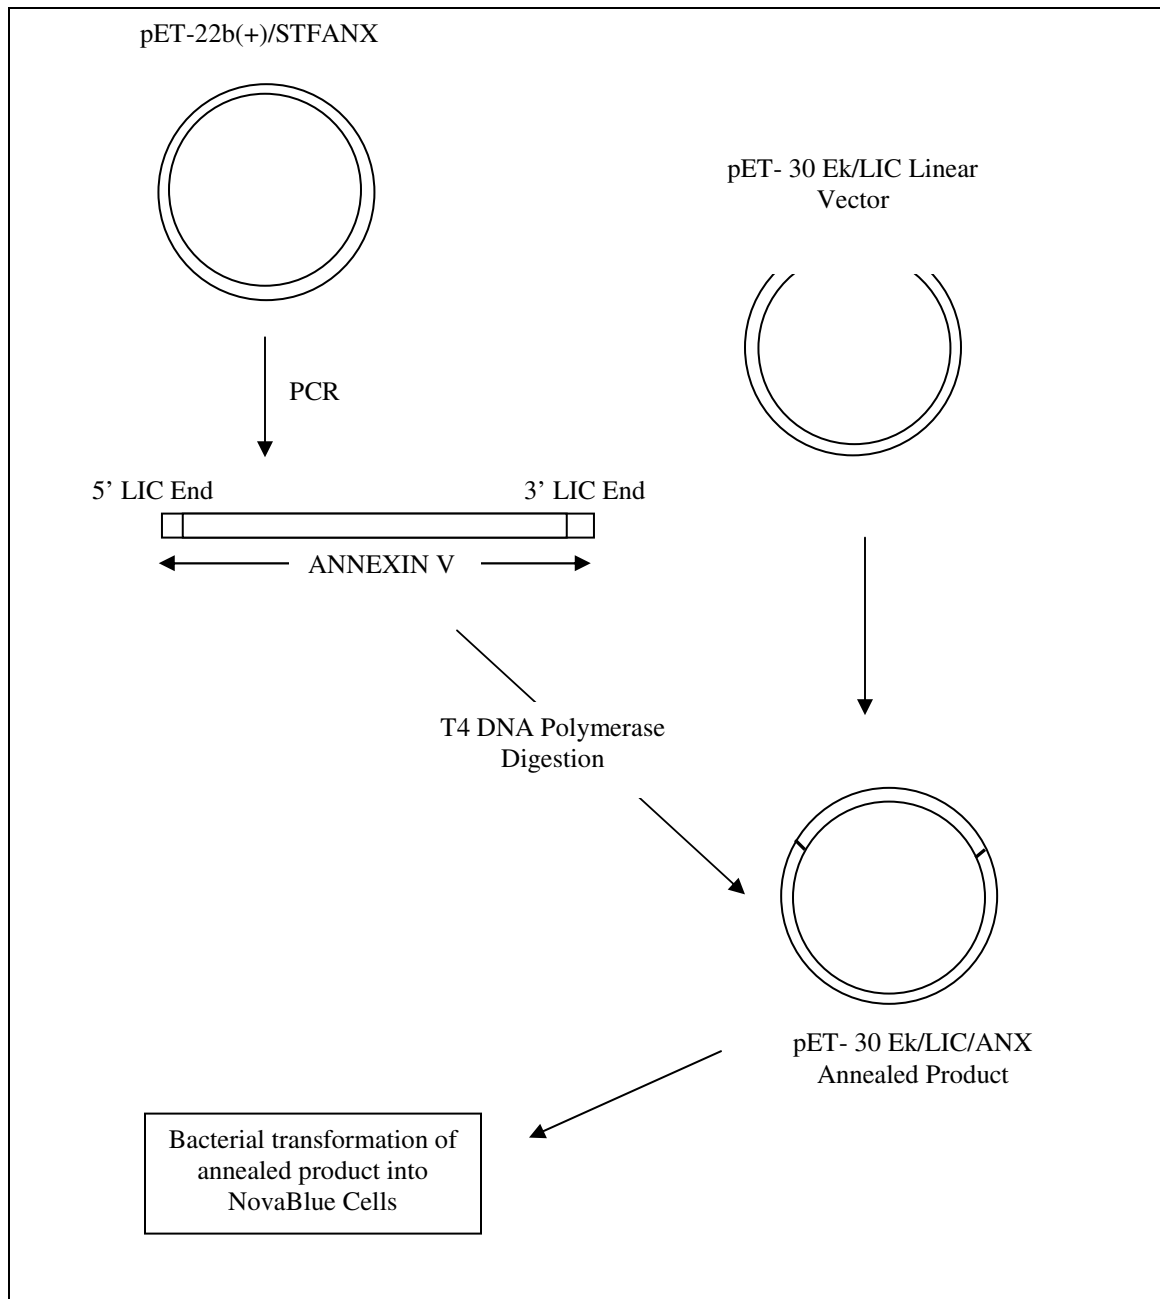 pET-22b(+)/STFANX
pET- 30 Ek/LIC Linear
Vector
PCR
5’ LIC End
3’ LIC End
ANNEXIN V
T4 DNA Polymerase
Digestion
pET- 30 Ek/LIC/ANX
Annealed Product
Bacterial transformation of
annealed product into
NovaBlue Cells